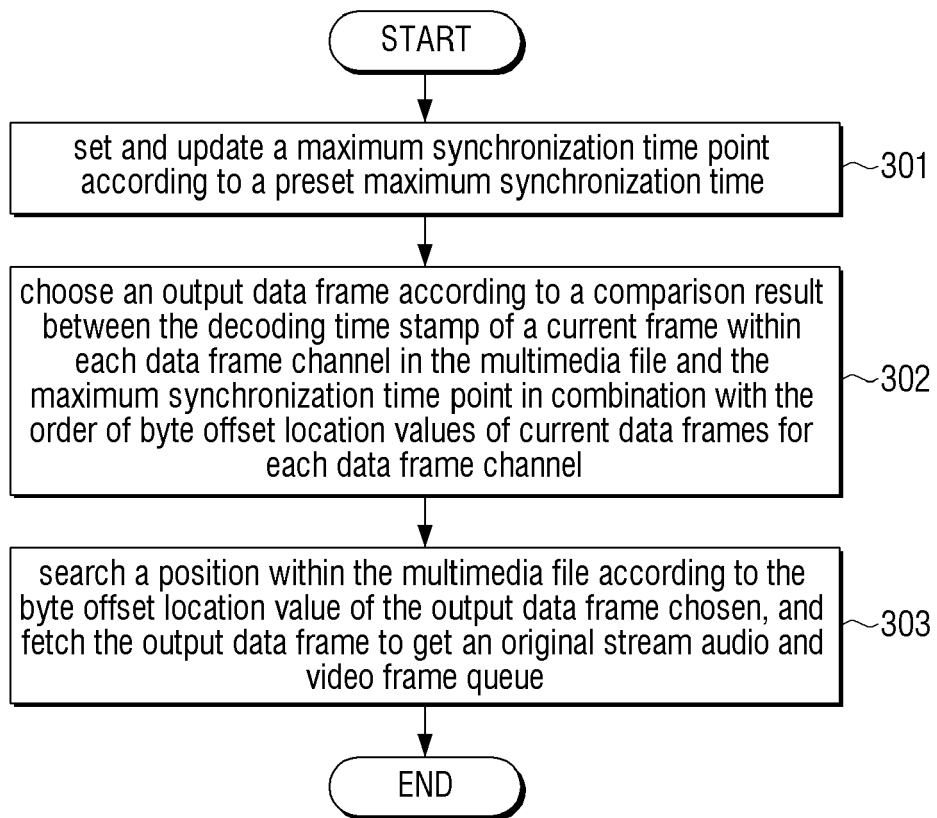 START
set and update a maximum synchronization time point
according to a preset maximum synchronization time
301
choose an output data frame according to a comparison result
between the decoding time stamp of a current frame within
each data frame channel in the multimedia file and the
maximum synchronization time point in combination with the
order of byte offset location values of current data frames for
each data frame channel
302
search a position within the multimedia file according to the
byte offset location value of the output data frame chosen, and
fetch the output data frame to get an original stream audio and
video frame queue
303
END